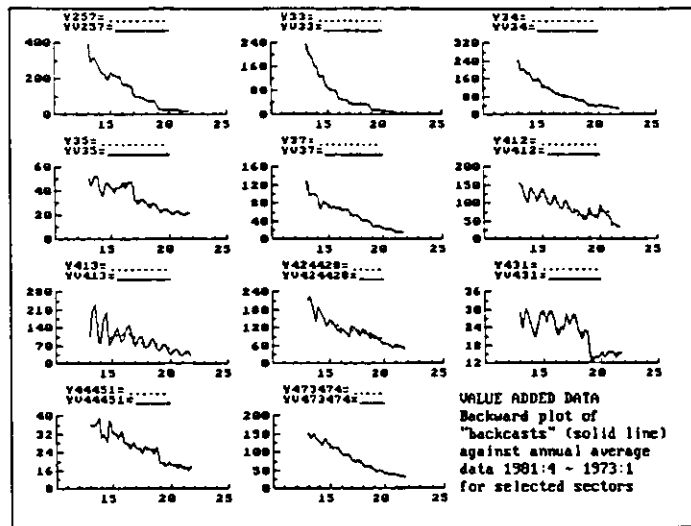 Y257=
YV257=
400
200
0
15
20
25
Y33=
YV33=
240
160
80
0
15
20
25
Y34=
YV34=
320
240
160
80
0
15
20
25
Y35=
YV35=
60
40
20
0
15
20
25
Y37=
YV37=
160
120
80
40
0
15
20
25
Y412=
YV412=
150
100
50
0
15
20
25
Y413=
YV413=
280
210
140
70
0
15
20
25
Y424428=
YV424428=
240
180
120
60
0
15
20
25
Y431=
YV431=
36
30
24
18
12
15
20
25
Y44451=
YV44451=
40
32
24
16
8
15
20
25
Y473474=
YV473474=
200
150
100
50
0
15
20
25
VALUE ADDED DATA
Backward plot of
"backcasts" (solid line)
against annual average
data 1981:4 ~ 1973:1
for selected sectors